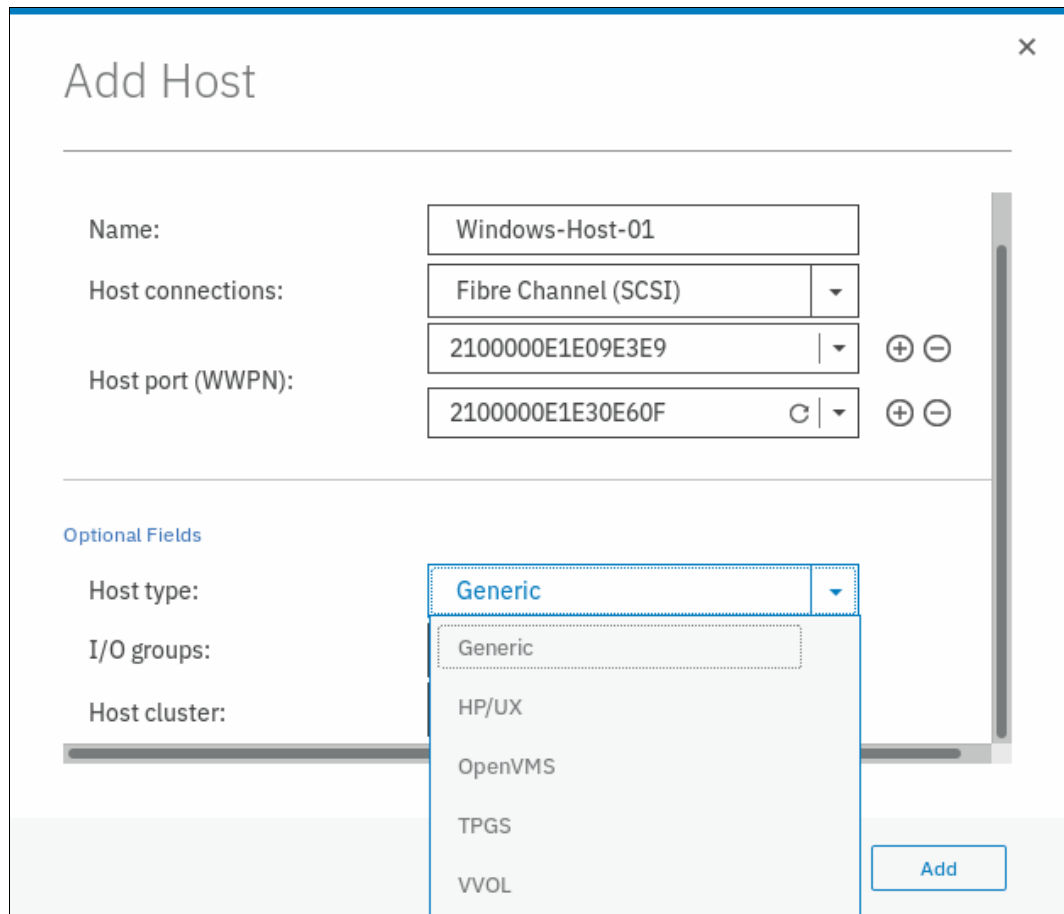 Add Host
Name: Windows-Host-01
Host connections: Fibre Channel (SCSI)
Host port (WWPN):
2100000E1E09E3E9
2100000E1E30E60F
Optional Fields
Host type: Generic
I/O groups:
Host cluster:
Generic
HP/UX
OpenVMS
TPGS
VVOL
Add